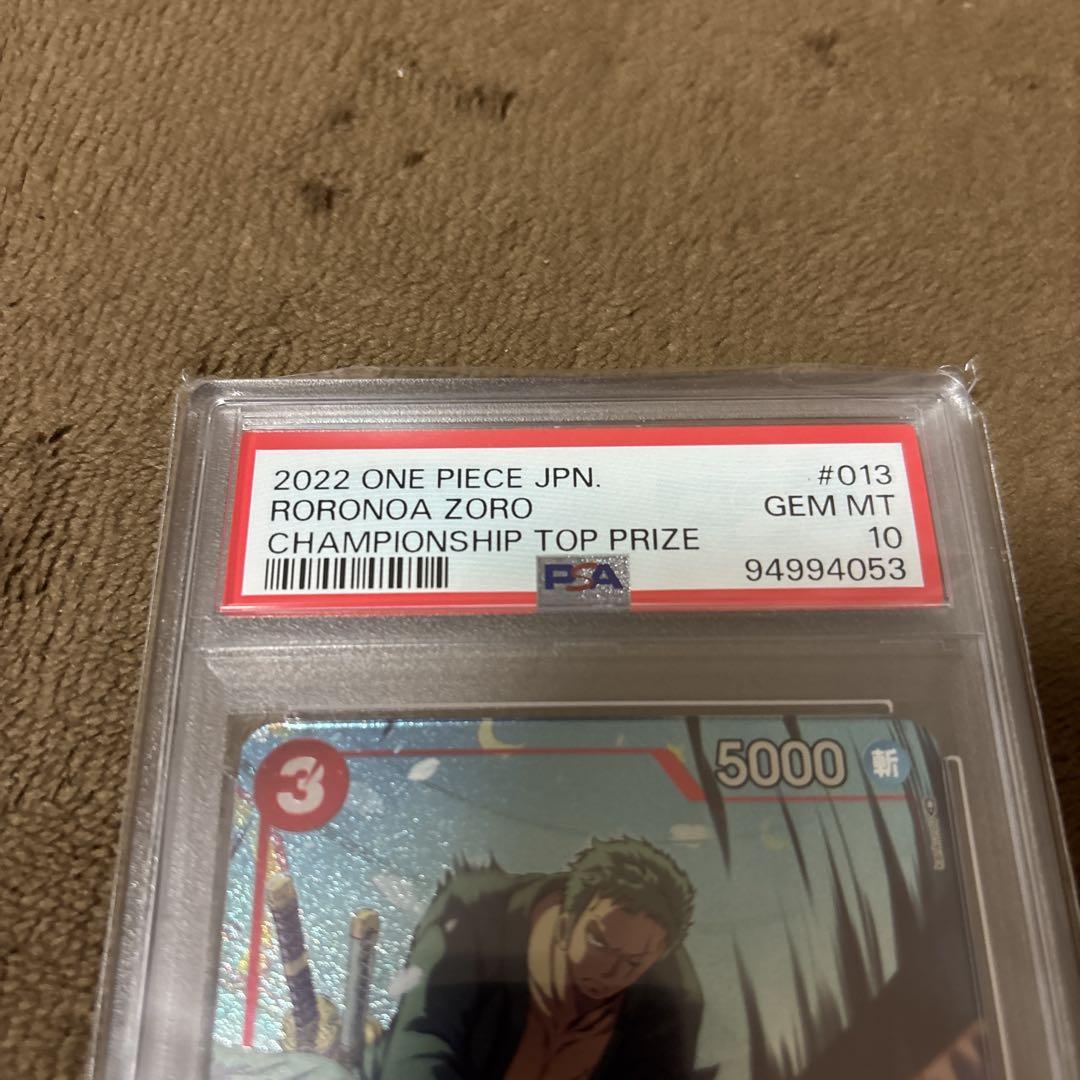 2022 ONE PIECE JPN. #013
RORONOA ZORO GEM MT
CHAMPIONSHIP TOP PRIZE 10
PSA 94994053
3 5000 斬